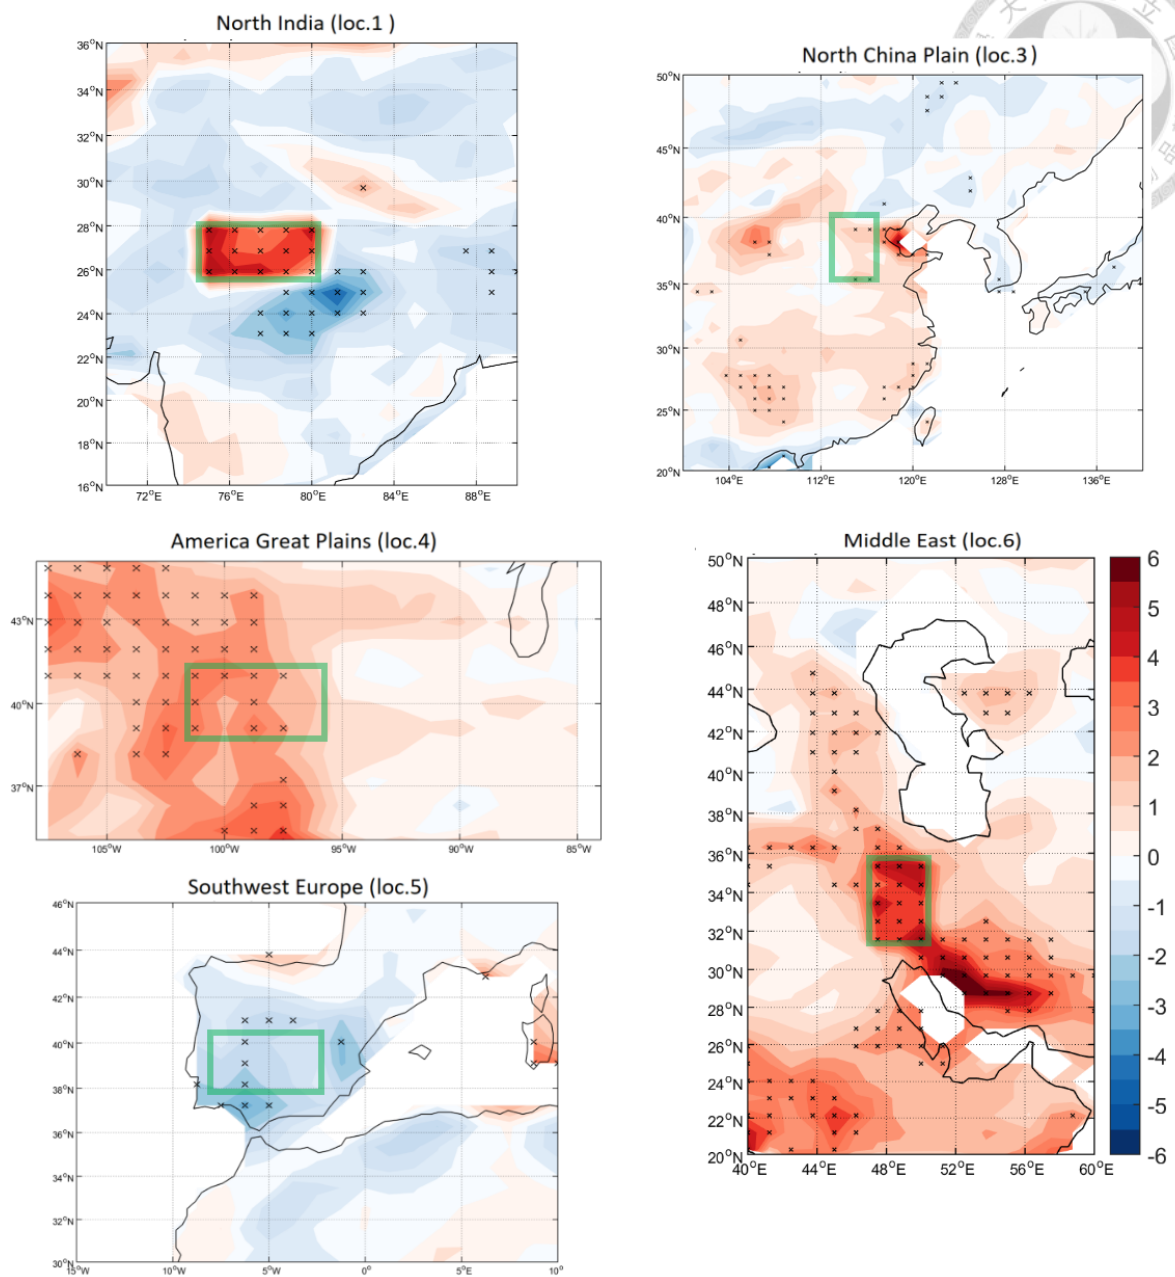 North India (loc.1 )
36°N
34°N
32°N
30°N
28°N
26°N
24°N
22°N
20°N
18°N
16°N
72°E 76°E 80°E 84°E 88°E
North China Plain (loc.3 )
50°N
45°N
40°N
35°N
30°N
25°N
20°N
104°E 112°E 120°E 128°E 136°E
America Great Plains (loc.4)
43°N
40°N
37°N
105°W 100°W 95°W 90°W 85°W
Southwest Europe (loc.5)
46°N
44°N
42°N
40°N
38°N
36°N
34°N
32°N
30°N
15°W 10°W 5°W 0° 5°E 10°
Middle East (loc.6)
50°N
48°N
46°N
44°N
42°N
40°N
38°N
36°N
34°N
32°N
30°N
28°N
26°N
24°N
22°N
20°N
40°E 44°E 48°E 52°E 56°E 60°E
6
5
4
3
2
1
0
-1
-2
-3
-4
-5
-6
大
立